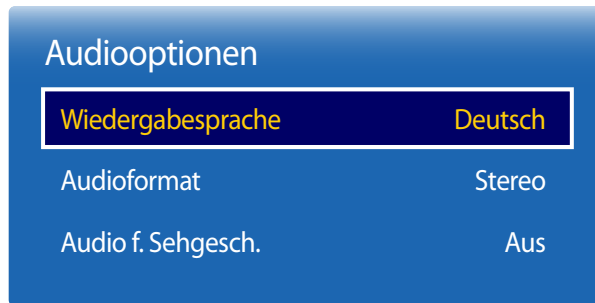 Audiooptionen
Wiedergabesprache Deutsch
Audioformat Stereo
Audio f. Sehgesch. Aus